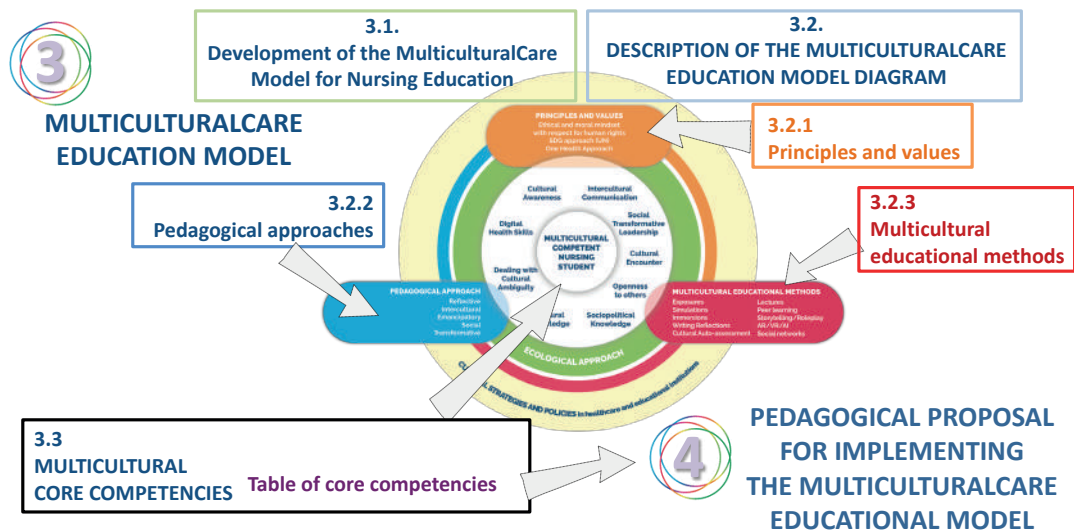 3
MULTICULTURALCARE
EDUCATION MODEL
3.1.
Development of the MulticulturalCare
Model for Nursing Education
3.2.
DESCRIPTION OF THE MULTICULTURALCARE
EDUCATION MODEL DIAGRAM
3.2.1
Principles and values
3.2.2
Pedagogical approaches
3.2.3
Multicultural
educational methods
PRINCIPLES AND VALUES
Ethical and moral mindset
with respect for human rights
One Health Approach
Cultural
Awareness
Intercultural
Communication
Digital
Health Skills
Social
Transformative
Leadership
MULTICULTURAL
COMPETENT
NURSING
STUDENT
Cultural
Encounter
Dealing with
Cultural
Ambiguity
Openness
to others
Sociopolitical
Knowledge
PEDAGOGICAL APPROACH
Reflective
Intercultural
Emancipatory
Social
Transformative
MULTICULTURAL EDUCATIONAL METHODS
Exposures
Simulations
Immersions
Writing Reflections
Cultural Auto-assessment
Lectures
Peer learning
Storytelling/Roleplay
AR/VR/AI
Social networks
ECOLOGICAL APPROACH
STRATEGIES AND POLICIES in healthcare and educational institutions
3.3
MULTICULTURAL
CORE COMPETENCIES
Table of core competencies
4
PEDAGOGICAL PROPOSAL
FOR IMPLEMENTING
THE MULTICULTURALCARE
EDUCATIONAL MODEL